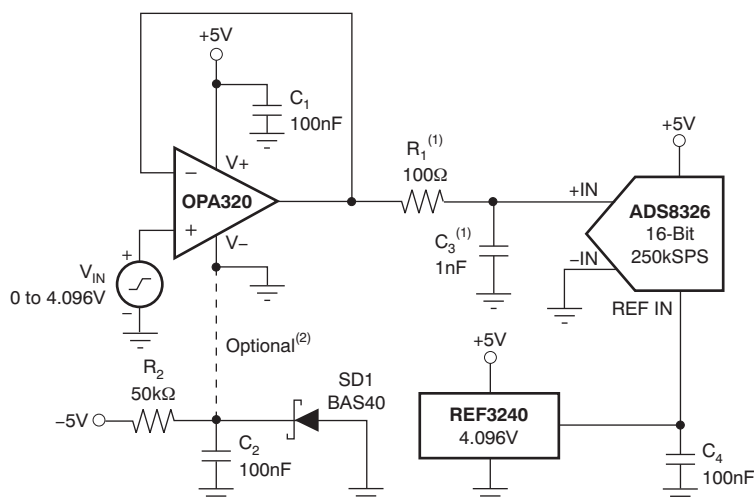 +5V
C1
100nF
V+
−
OPA320
+
V−
+
VIN
0 to 4.096V
−
R1(1)
100Ω
C3(1)
1nF
+5V
+IN
ADS8326
16-Bit
250kSPS
−IN
REF IN
Optional(2)
R2
50kΩ
−5V
C2
100nF
SD1
BAS40
+5V
REF3240
4.096V
C4
100nF